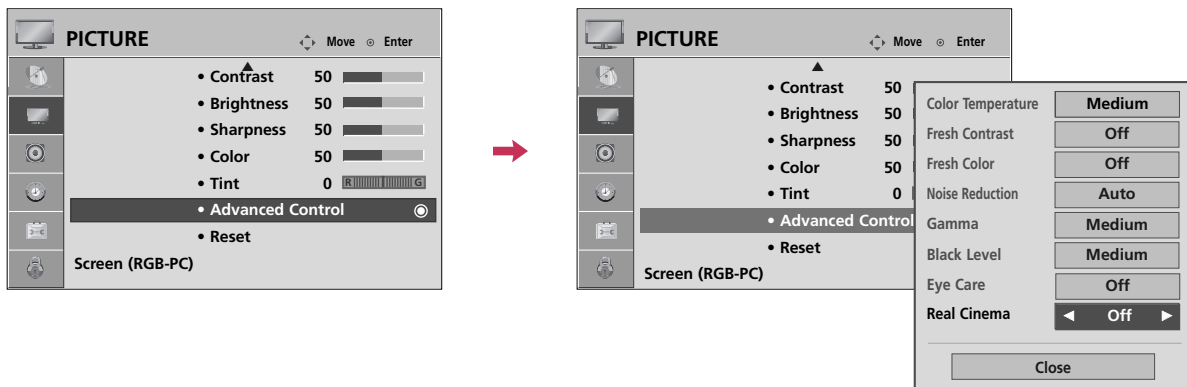 PICTURE
Move
Enter
• Contrast 50
• Brightness 50
• Sharpness 50
• Color 50
• Tint 0 R G
• Advanced Control
• Reset
Screen (RGB-PC)
PICTURE
Move
Enter
• Contrast 50
• Brightness 50
• Sharpness 50
• Color 50
• Tint 0
• Advanced Control
• Reset
Screen (RGB-PC)
Color Temperature Medium
Fresh Contrast Off
Fresh Color Off
Noise Reduction Auto
Gamma Medium
Black Level Medium
Eye Care Off
Real Cinema Off
Close